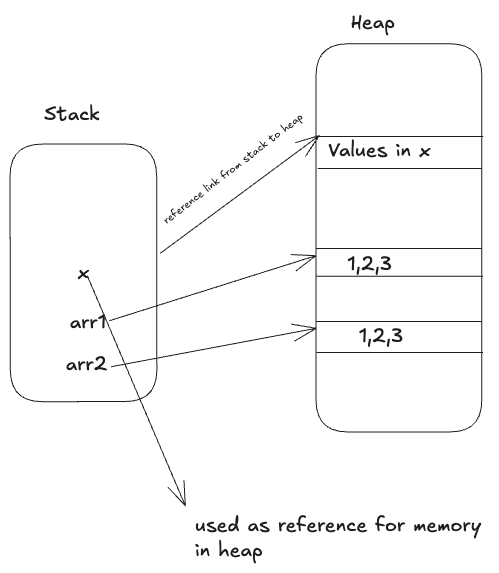 Heap
Stack
reference link from stack to heap
Values in x
x
1,2,3
arr1
1,2,3
arr2
used as reference for memory
in heap